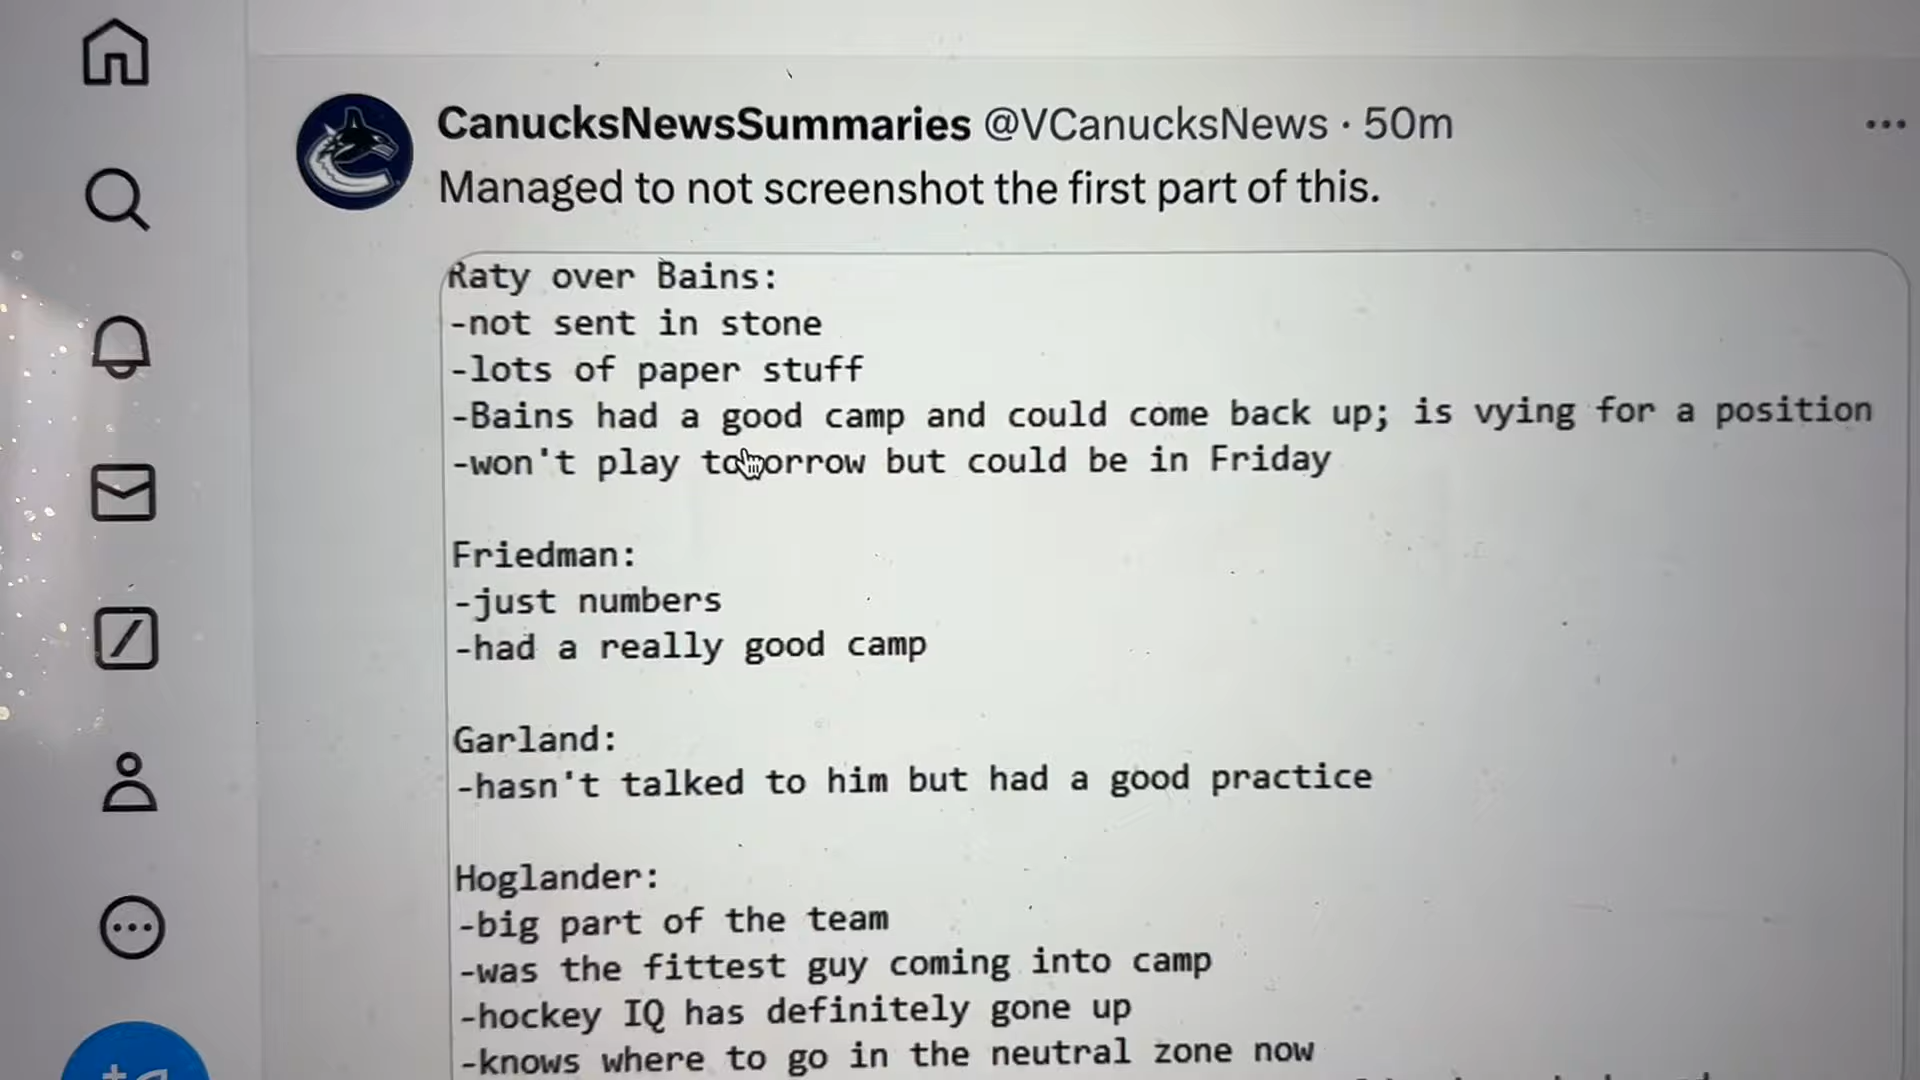 CanucksNewsSummaries @VCanucksNews · 50m
Managed to not screenshot the first part of this.
Raty over Bains:
-not sent in stone
-lots of paper stuff
-Bains had a good camp and could come back up; is vying for a position
-won't play tomorrow but could be in Friday
Friedman:
-just numbers
-had a really good camp
Garland:
-hasn't talked to him but had a good practice
Hoglander:
-big part of the team
-was the fittest guy coming into camp
-hockey IQ has definitely gone up
-knows where to go in the neutral zone now